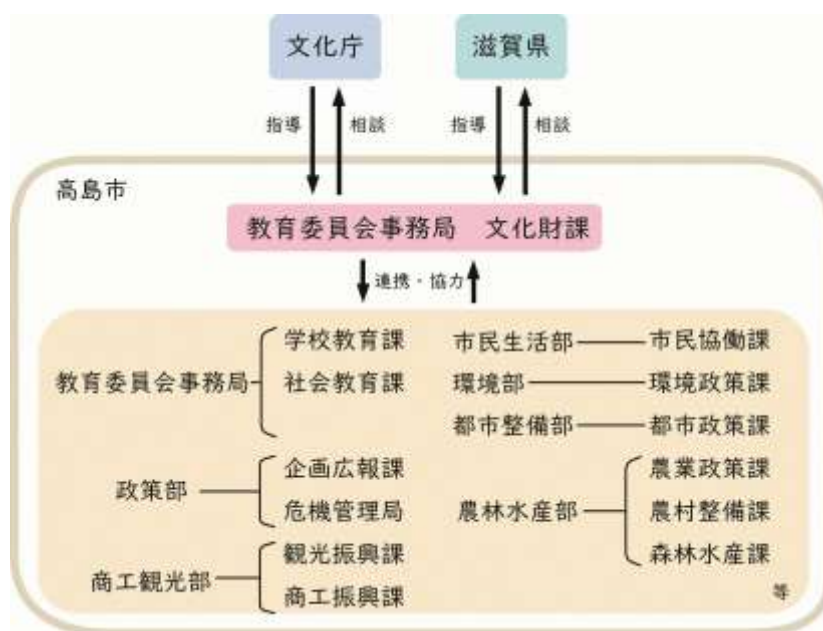 文化庁
滋賀県
指導
相談
指導
相談
高島市
教育委員会事務局 文化財課
連携・協力
教育委員会事務局
学校教育課
社会教育課
政策部
企画広報課
危機管理局
商工観光部
観光振興課
商工振興課
市民生活部
市民協働課
環境部
環境政策課
都市整備部
都市政策課
農林水産部
農業政策課
農村整備課
森林水産課
等